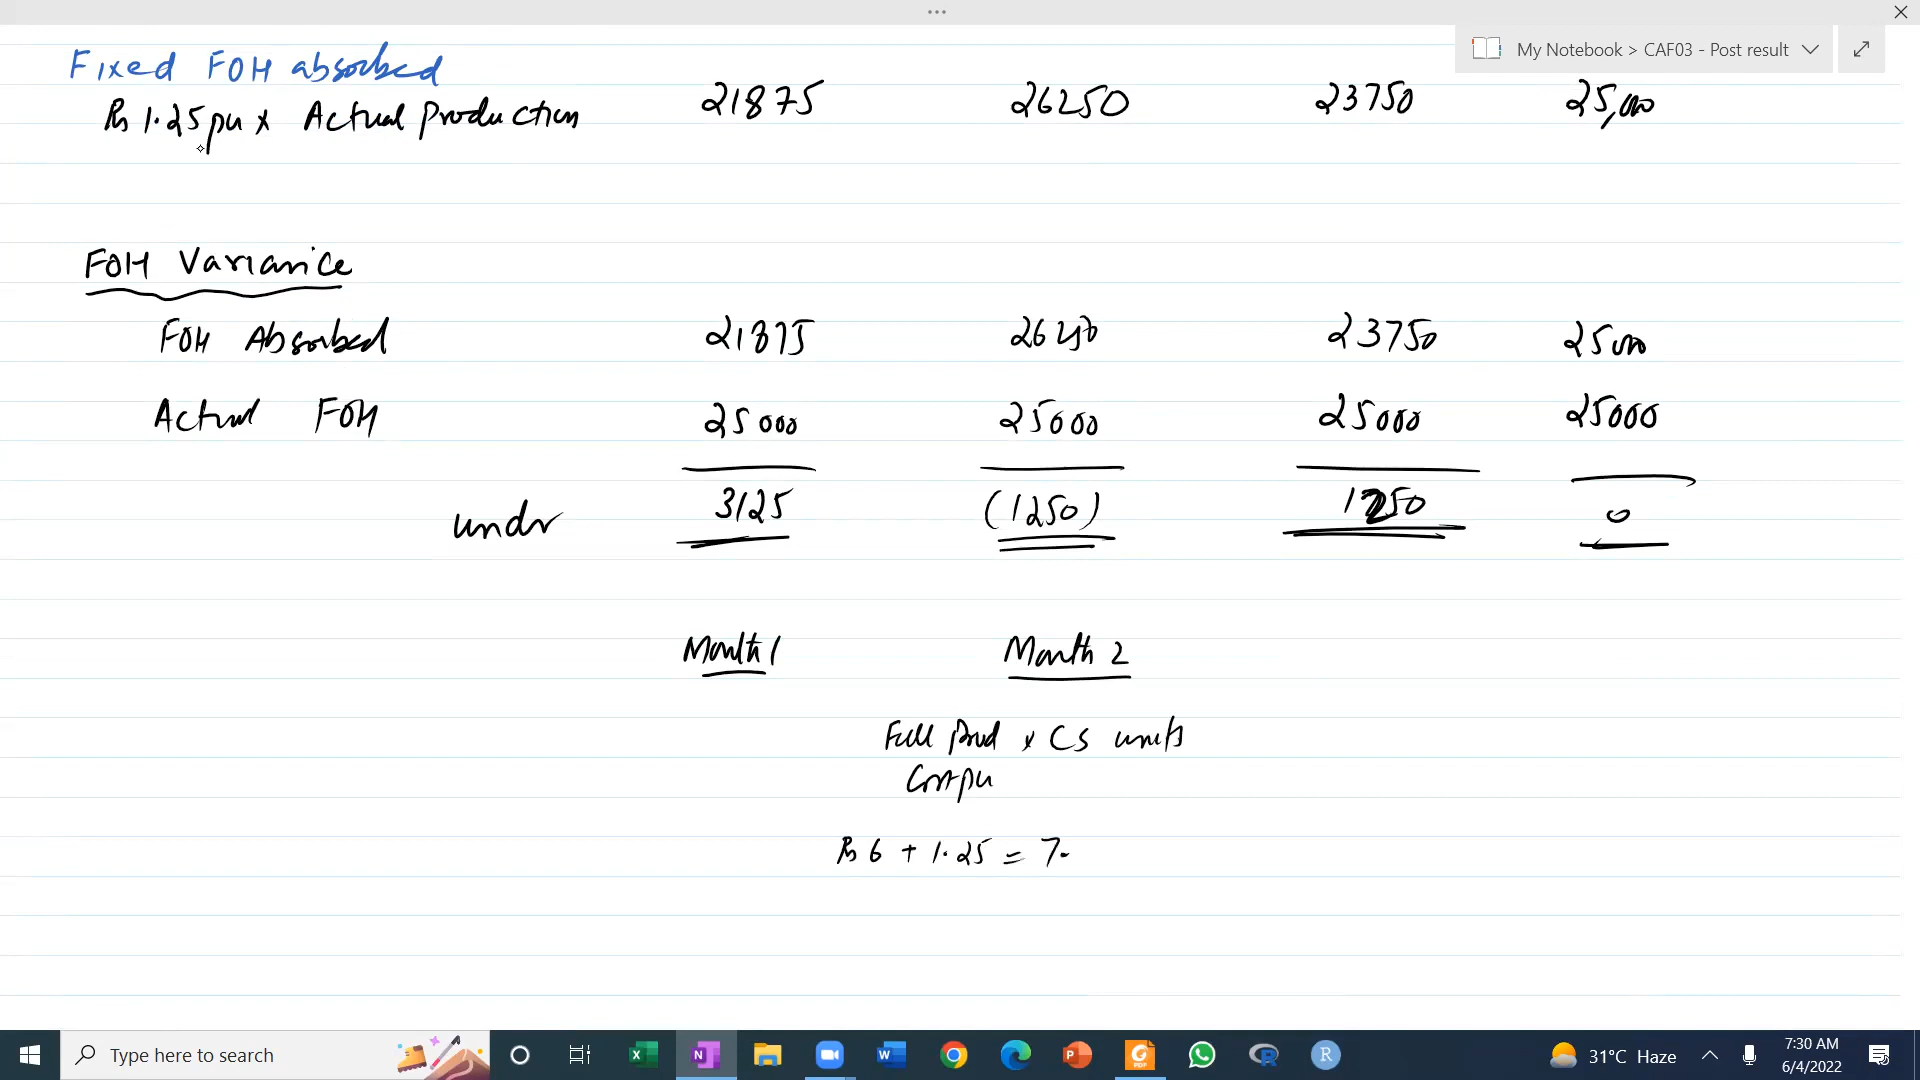 My Notebook > CAF03 - Post result
Fixed FOH absorbed
Rs 1.25 pu x Actual Production 21875 26250 23750 25,000
FOH Variance
FOH Absorbed 21875 26250 23750 25000
Actual FOH 25000 25000 25000 25000
under 3125 (1250) 1250 0
Month 1 Month 2
Full Prod x CS units
Cost pu
Rs 6 + 1.25 = 7.
Type here to search
31°C Haze
7:30 AM
6/4/2022